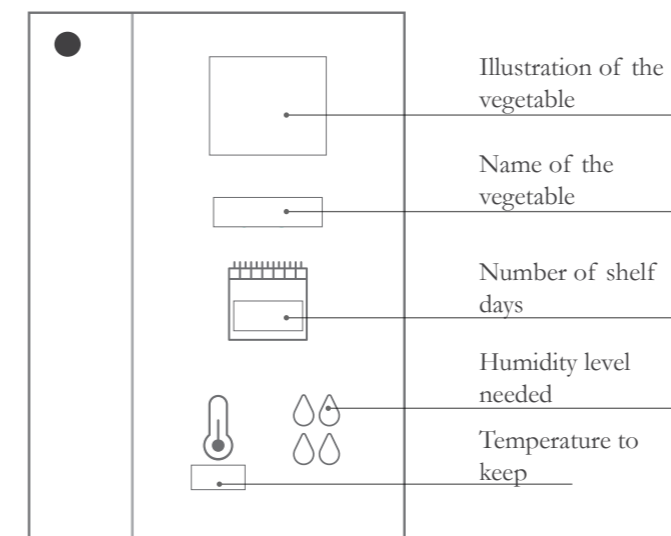 Illustration of the
vegetable
Name of the
vegetable
Number of shelf
days
Humidity level
needed
Temperature to
keep